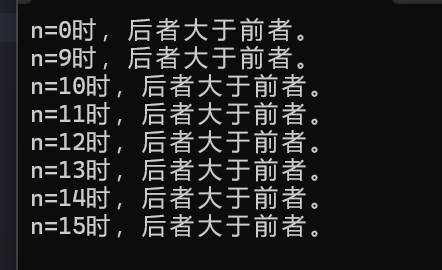 n=0时，后者大于前者。
n=9时，后者大于前者。
n=10时，后者大于前者。
n=11时，后者大于前者。
n=12时，后者大于前者。
n=13时，后者大于前者。
n=14时，后者大于前者。
n=15时，后者大于前者。